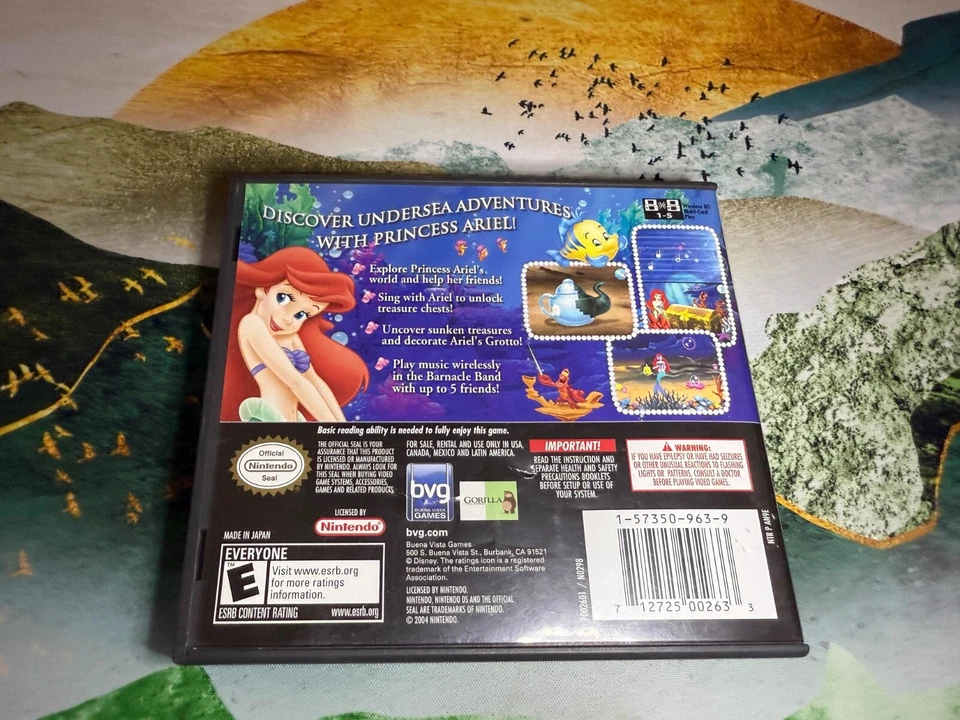 DISCOVER UNDERSEA ADVENTURES
WITH PRINCESS ARIEL!
1-5
Nintendo DS
Multi-Card
Play
Explore Princess Ariel's
world and help her friends!
Sing with Ariel to unlock
treasure chests!
Uncover sunken treasures
and decorate Ariel's Grotto!
Play music wirelessly
in the Barnacle Band
with up to 5 friends!
Basic reading ability is needed to fully enjoy this game.
Official
Nintendo
Seal
THE OFFICIAL SEAL IS YOUR
ASSURANCE THAT THIS PRODUCT
IS LICENSED OR MANUFACTURED
BY NINTENDO. ALWAYS LOOK FOR
THIS SEAL WHEN BUYING VIDEO
GAME SYSTEMS, ACCESSORIES,
GAMES AND RELATED PRODUCTS.
FOR SALE, RENTAL AND USE ONLY IN USA,
CANADA, MEXICO AND LATIN AMERICA.
bvg
BUENA VISTA
GAMES
GORILLA
IMPORTANT!
READ THE INSTRUCTION AND
SEPARATE HEALTH AND SAFETY
PRECAUTIONS BOOKLETS
BEFORE SETUP OR USE OF
YOUR SYSTEM.
WARNING:
IF YOU HAVE EPILEPSY OR HAVE HAD SEIZURES
OR OTHER UNUSUAL REACTIONS TO FLASHING
LIGHTS OR PATTERNS, CONSULT A DOCTOR
BEFORE PLAYING VIDEO GAMES.
LICENSED BY
Nintendo
MADE IN JAPAN
EVERYONE
E
TM
Visit www.esrb.org
for more ratings
information.
ESRB CONTENT RATING www.esrb.org
bvg.com
Buena Vista Games
500 S. Buena Vista St., Burbank, CA 91521
© Disney. The ratings icon is a registered
trademark of the Entertainment Software
Association.
LICENSED BY NINTENDO.
NINTENDO, NINTENDO DS AND THE OFFICIAL
SEAL ARE TRADEMARKS OF NINTENDO.
© 2004 NINTENDO.
1-57350-963-9
7 12725 00263 3
NTR P AM9E